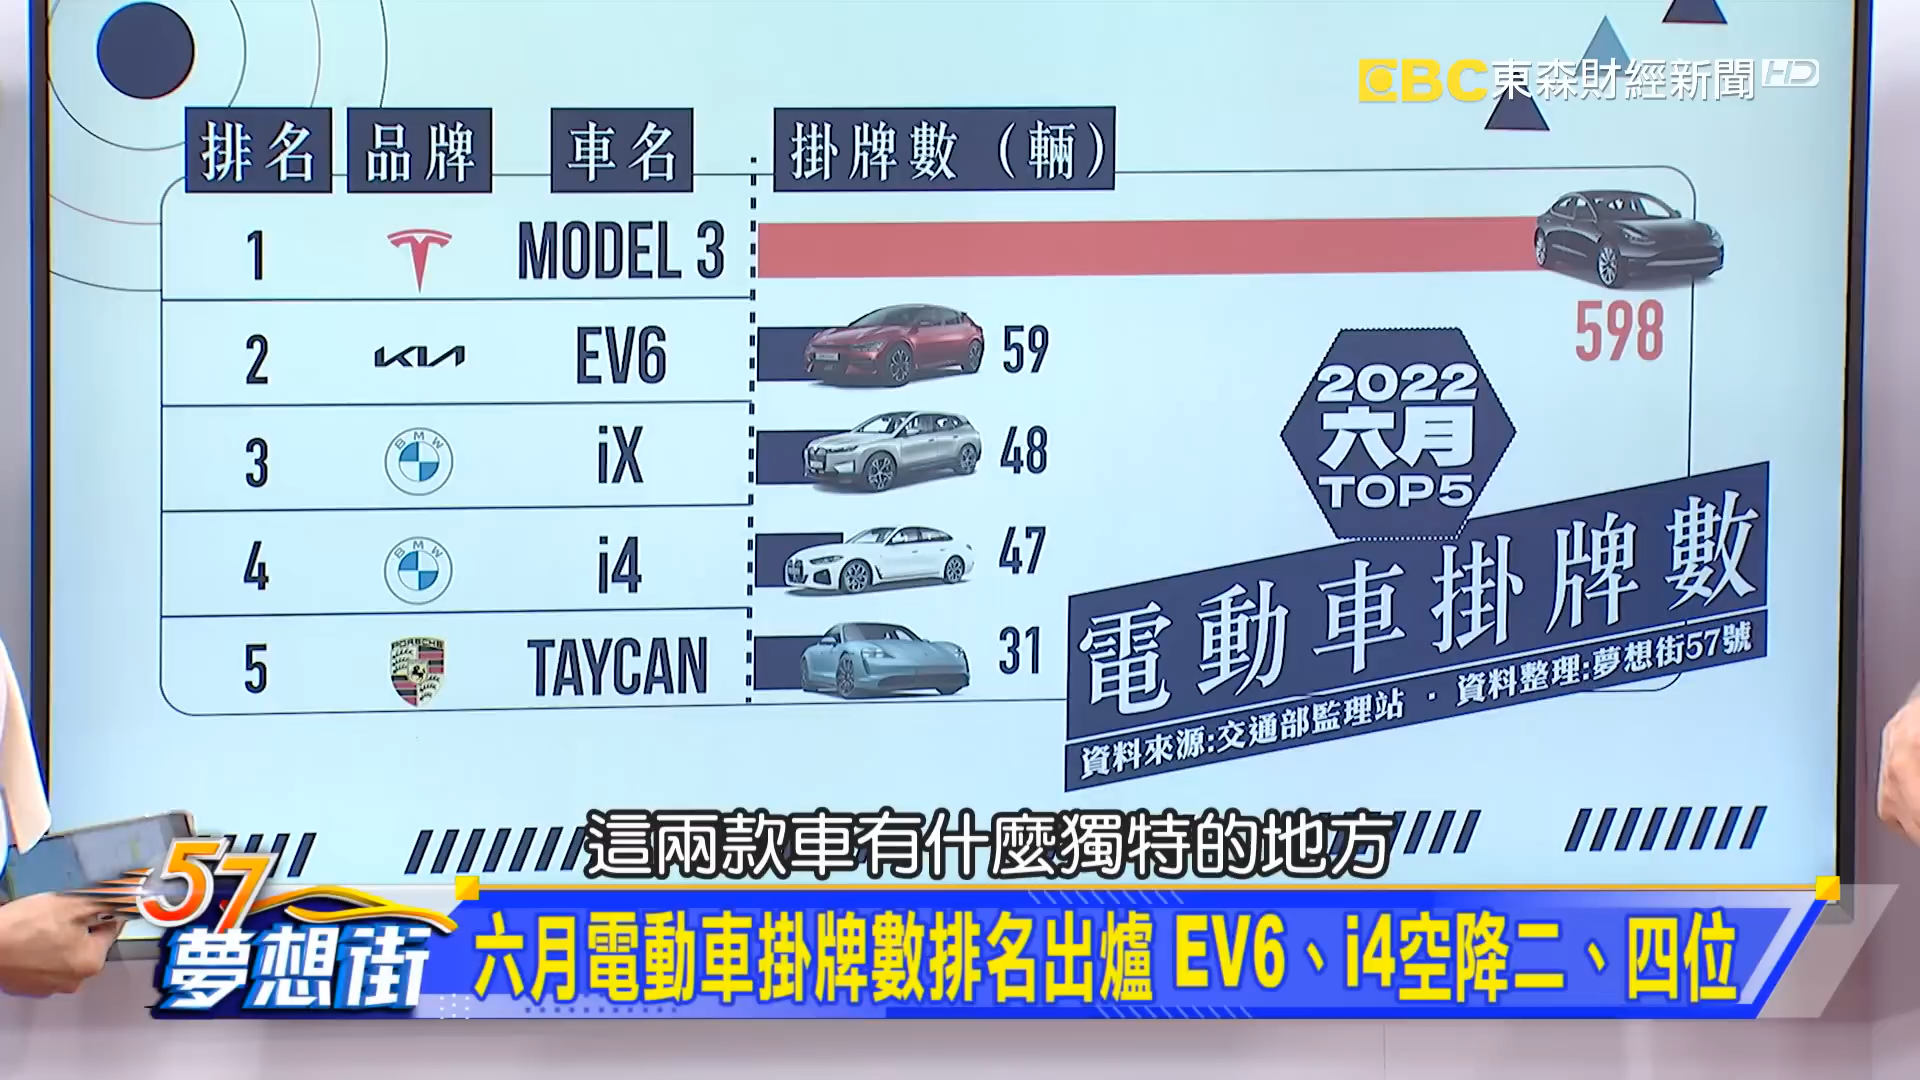 EBC東森財經新聞HD
排名 品牌 車名 掛牌數（輛）
1 MODEL 3 598
2 KIA EV6 59
3 BMW iX 48
4 BMW i4 47
5 PORSCHE TAYCAN 31
2022
六月
TOP5
電動車掛牌數
資料來源:交通部監理站 · 資料整理:夢想街57號
這兩款車有什麼獨特的地方
57
夢想街
六月電動車掛牌數排名出爐 EV6、i4空降二、四位